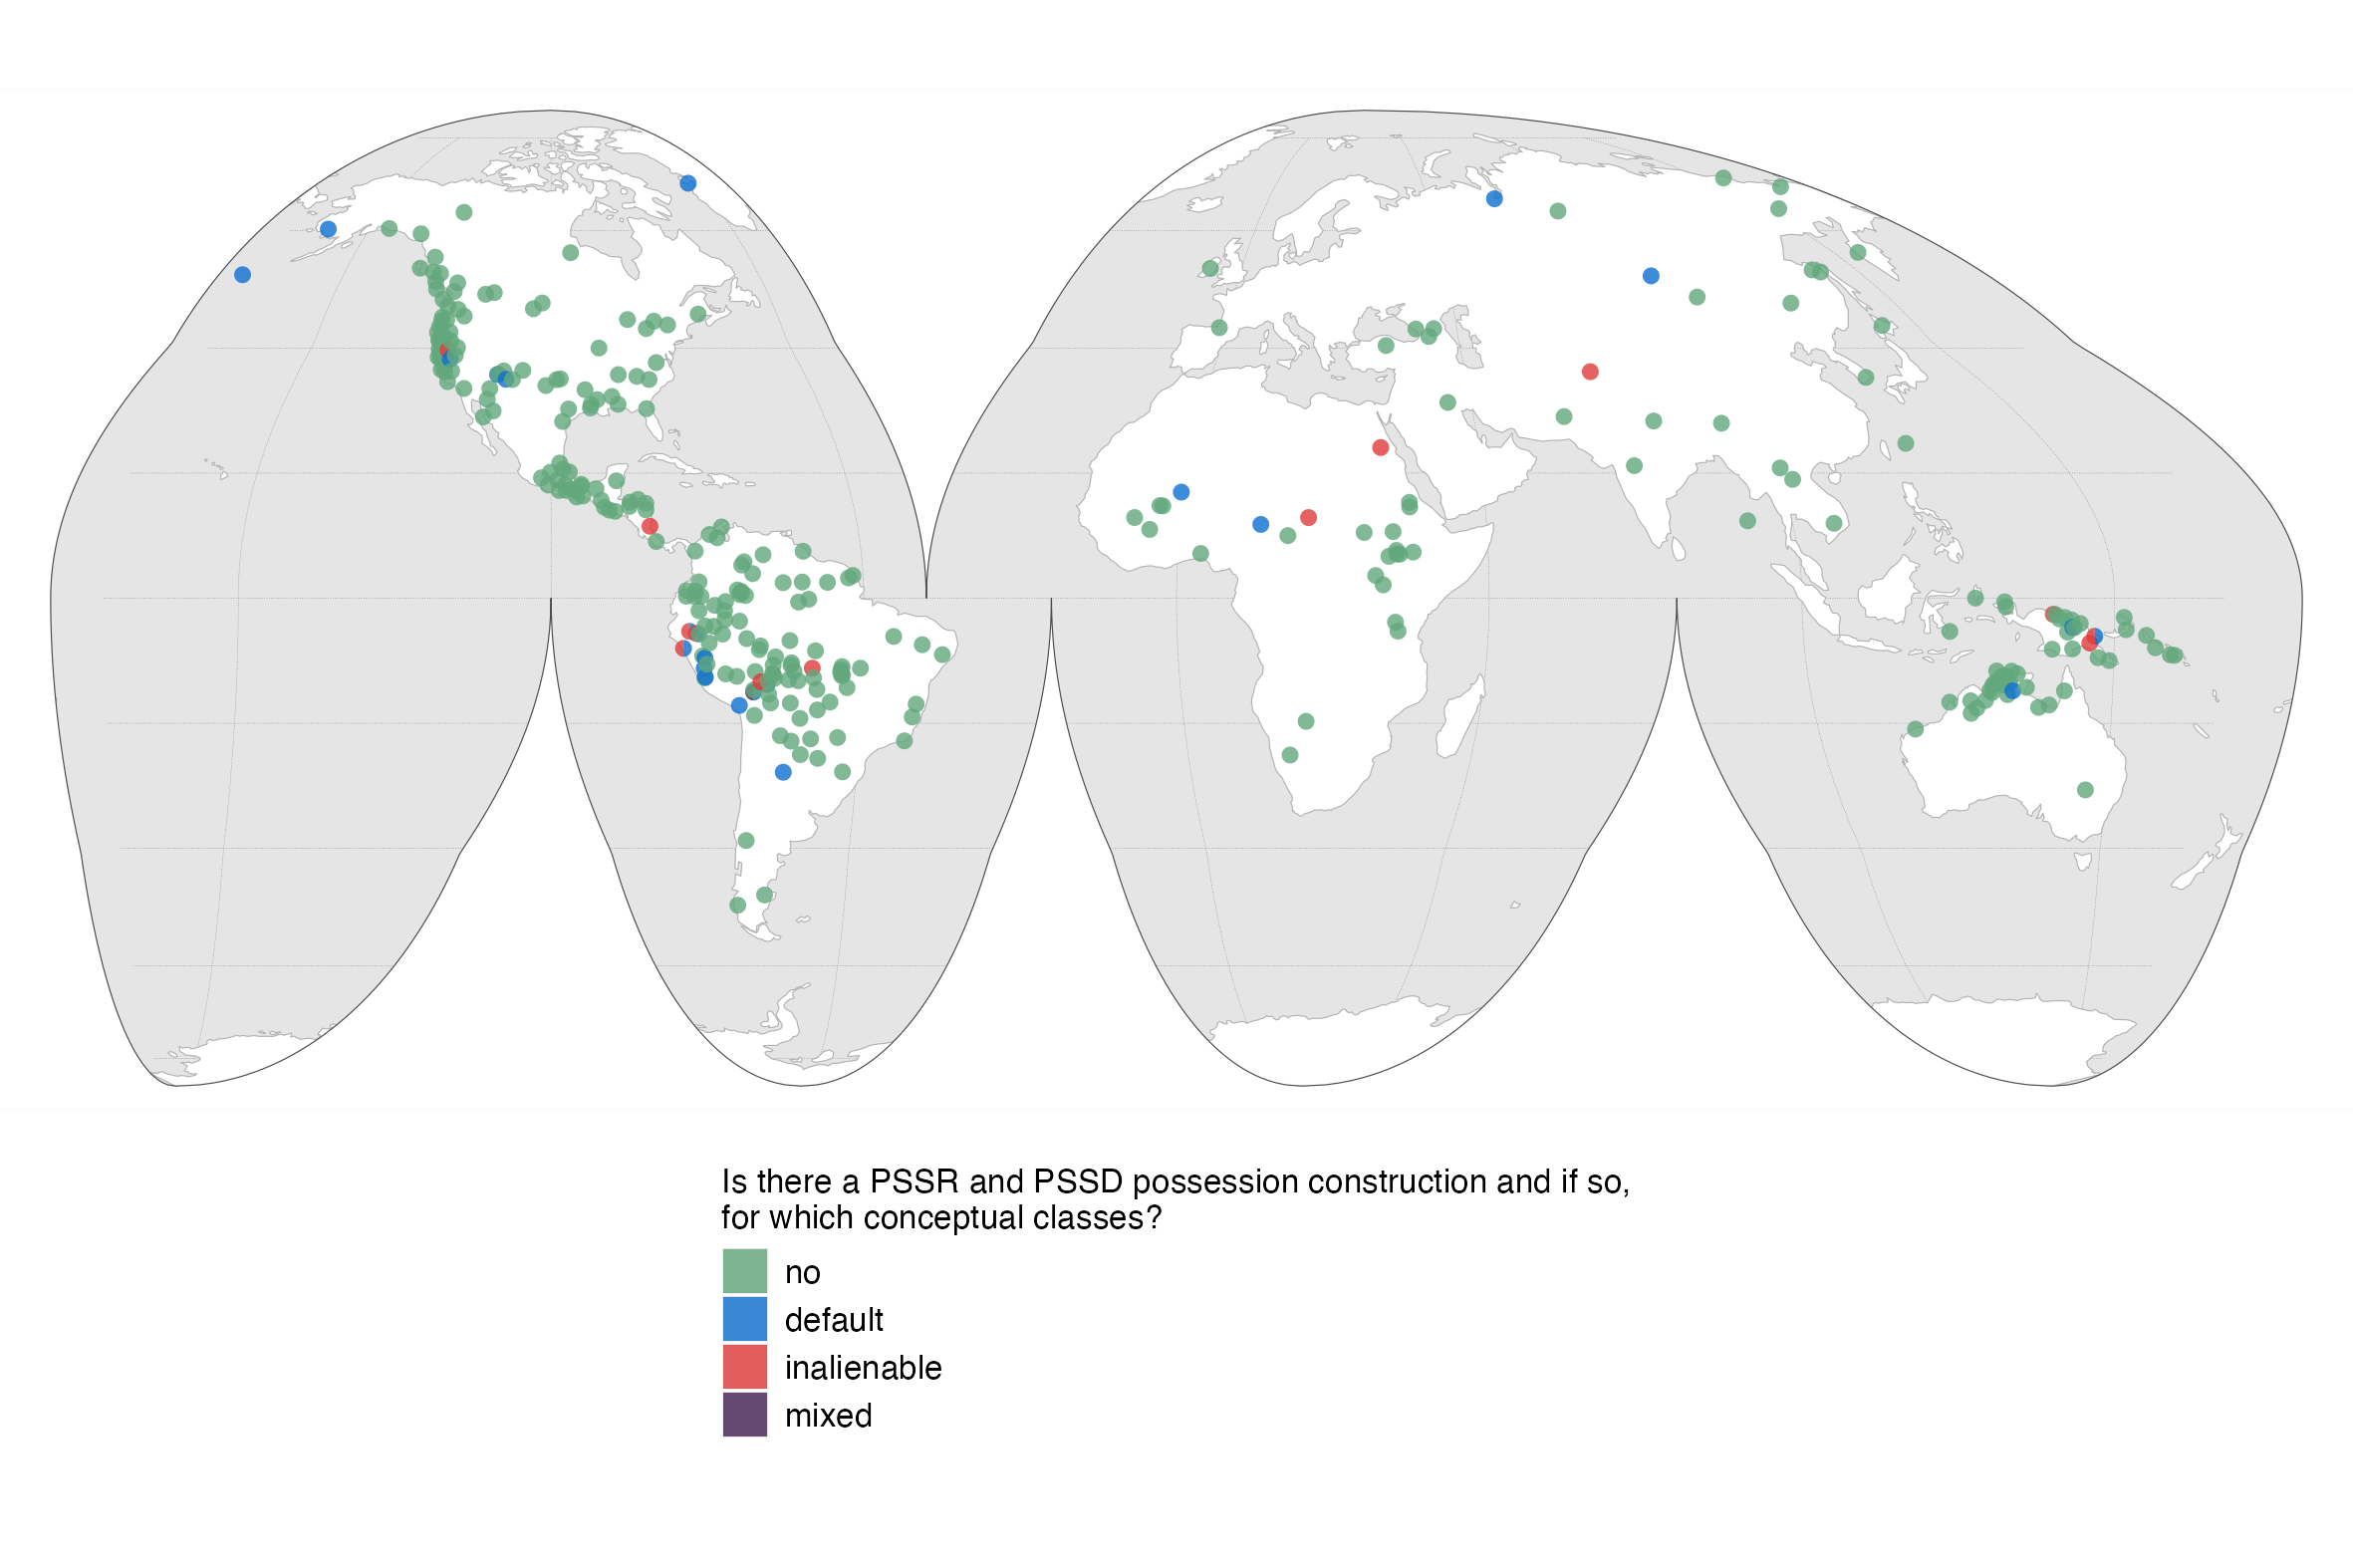 Is there a PSSR and PSSD possession construction and if so,
for which conceptual classes?
no
default
inalienable
mixed